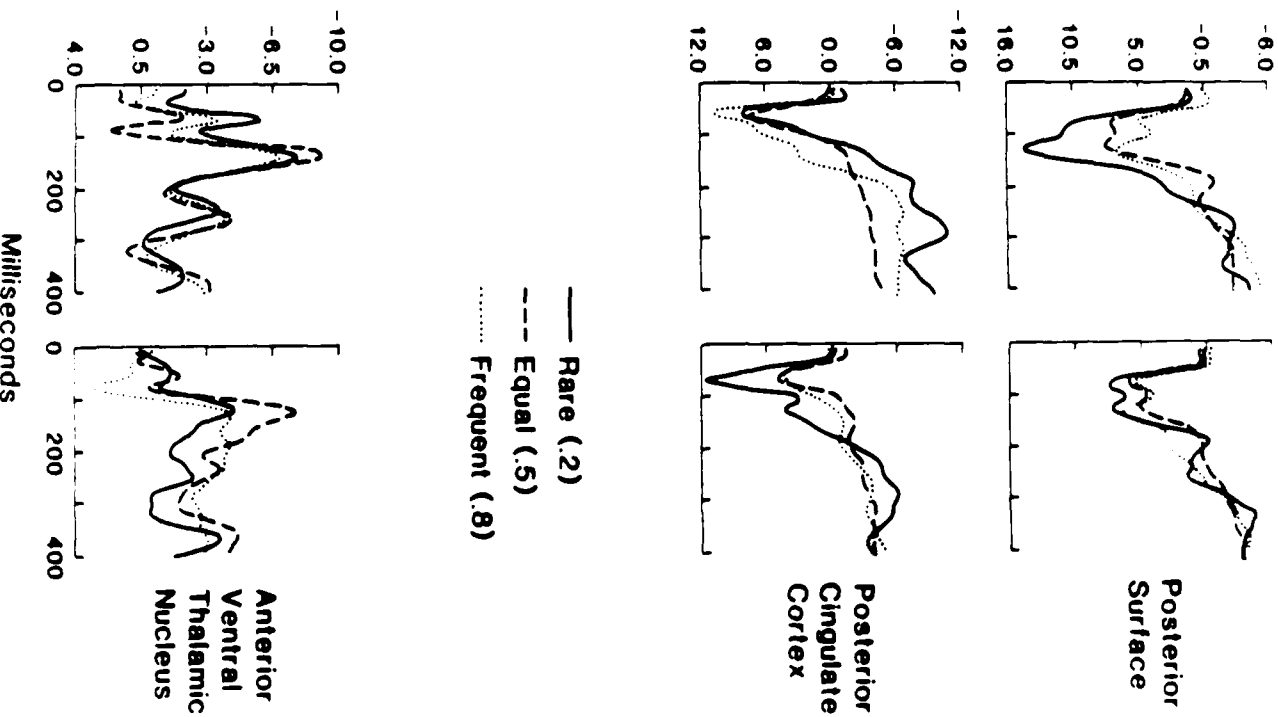 -6.0
-0.5
5.0
10.5
16.0
Posterior
Surface
-12.0
-6.0
0.0
6.0
12.0
Posterior
Cingulate
Cortex
Rare (.2)
Equal (.5)
Frequent (.8)
-10.0
-6.5
-3.0
0.5
4.0
Anterior
Ventral
Thalamic
Nucleus
0 200 400 0 200 400
Milliseconds